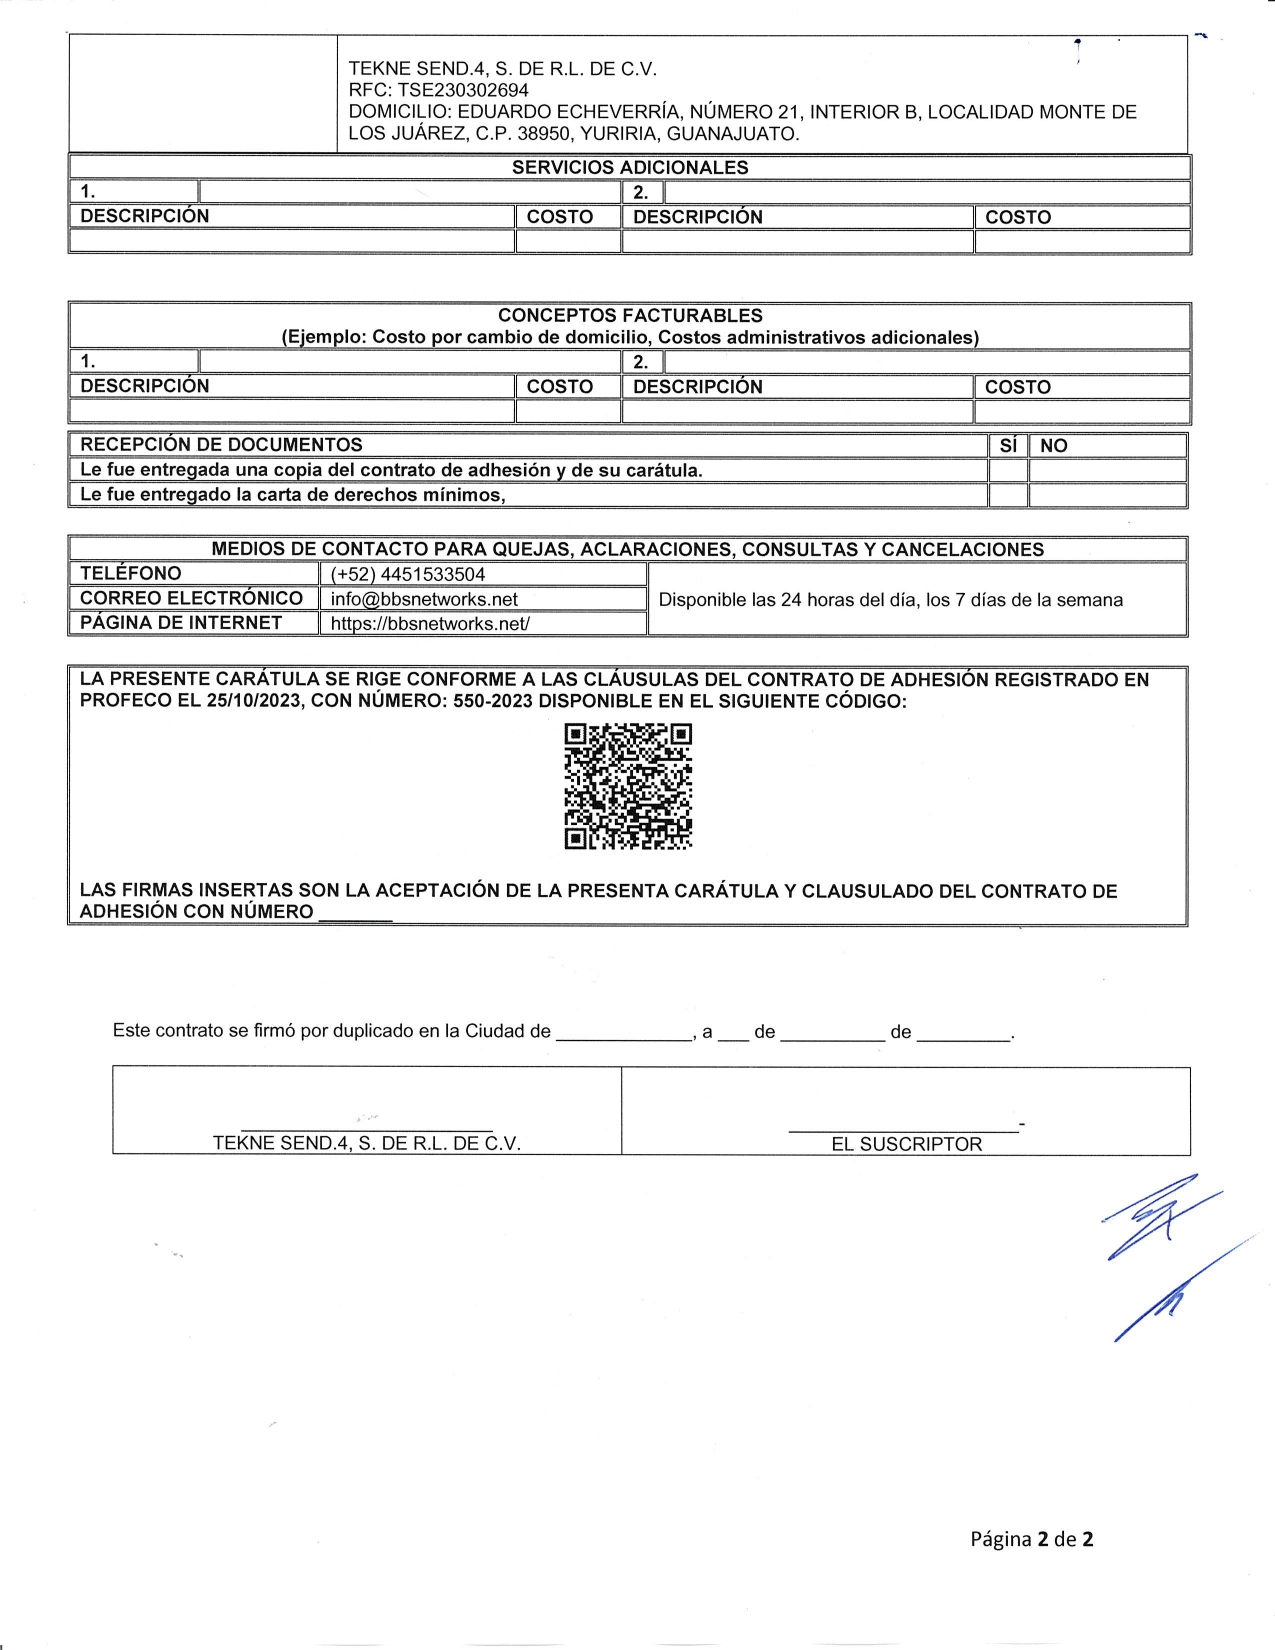 TEKNE SEND.4, S. DE R.L. DE C.V.
RFC: TSE230302694
DOMICILIO: EDUARDO ECHEVERRÍA, NÚMERO 21, INTERIOR B, LOCALIDAD MONTE DE
LOS JUÁREZ, C.P. 38950, YURIRIA, GUANAJUATO.
SERVICIOS ADICIONALES
1. 2.
DESCRIPCIÓN COSTO DESCRIPCIÓN COSTO
CONCEPTOS FACTURABLES
(Ejemplo: Costo por cambio de domicilio, Costos administrativos adicionales)
1. 2.
DESCRIPCIÓN COSTO DESCRIPCIÓN COSTO
RECEPCIÓN DE DOCUMENTOS SÍ NO
Le fue entregada una copia del contrato de adhesión y de su carátula.
Le fue entregado la carta de derechos mínimos,
MEDIOS DE CONTACTO PARA QUEJAS, ACLARACIONES, CONSULTAS Y CANCELACIONES
TELÉFONO (+52) 4451533504
CORREO ELECTRÓNICO info@bbsnetworks.net Disponible las 24 horas del día, los 7 días de la semana
PÁGINA DE INTERNET https://bbsnetworks.net/
LA PRESENTE CARÁTULA SE RIGE CONFORME A LAS CLÁUSULAS DEL CONTRATO DE ADHESIÓN REGISTRADO EN
PROFECO EL 25/10/2023, CON NÚMERO: 550-2023 DISPONIBLE EN EL SIGUIENTE CÓDIGO:
LAS FIRMAS INSERTAS SON LA ACEPTACIÓN DE LA PRESENTA CARÁTULA Y CLAUSULADO DEL CONTRATO DE
ADHESIÓN CON NÚMERO _______
Este contrato se firmó por duplicado en la Ciudad de _____________, a ___ de __________ de _________.
TEKNE SEND.4, S. DE R.L. DE C.V. EL SUSCRIPTOR
Página 2 de 2